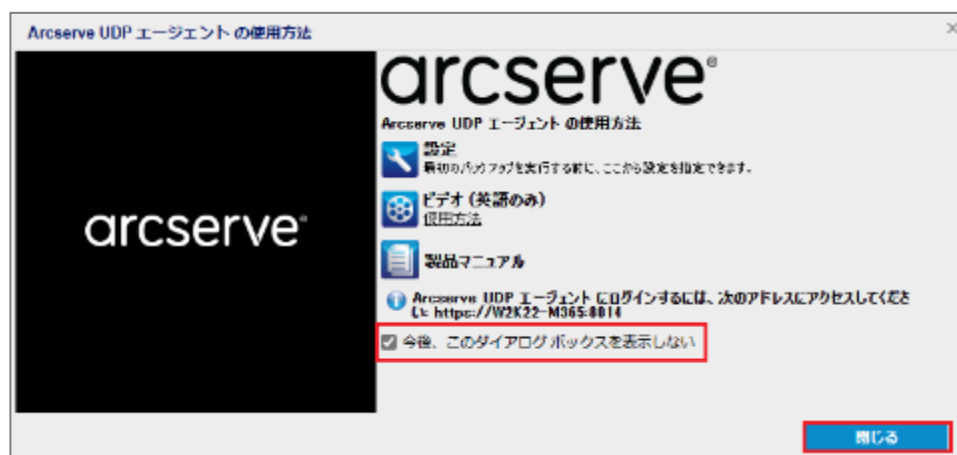 Arcserve UDP エージェント の使用方法
arcserve
arcserve®
Arcserve UDP エージェント の使用方法
設定
最初のバックアップを実行する前に、ここから設定を指定できます。
ビデオ (英語のみ)
使用方法
製品マニュアル
Arcserve UDP エージェント にログインするには、次のアドレスにアクセスしてくださ
い: https://W2K22-M365:8014
今後、このダイアログ ボックスを表示しない
閉じる